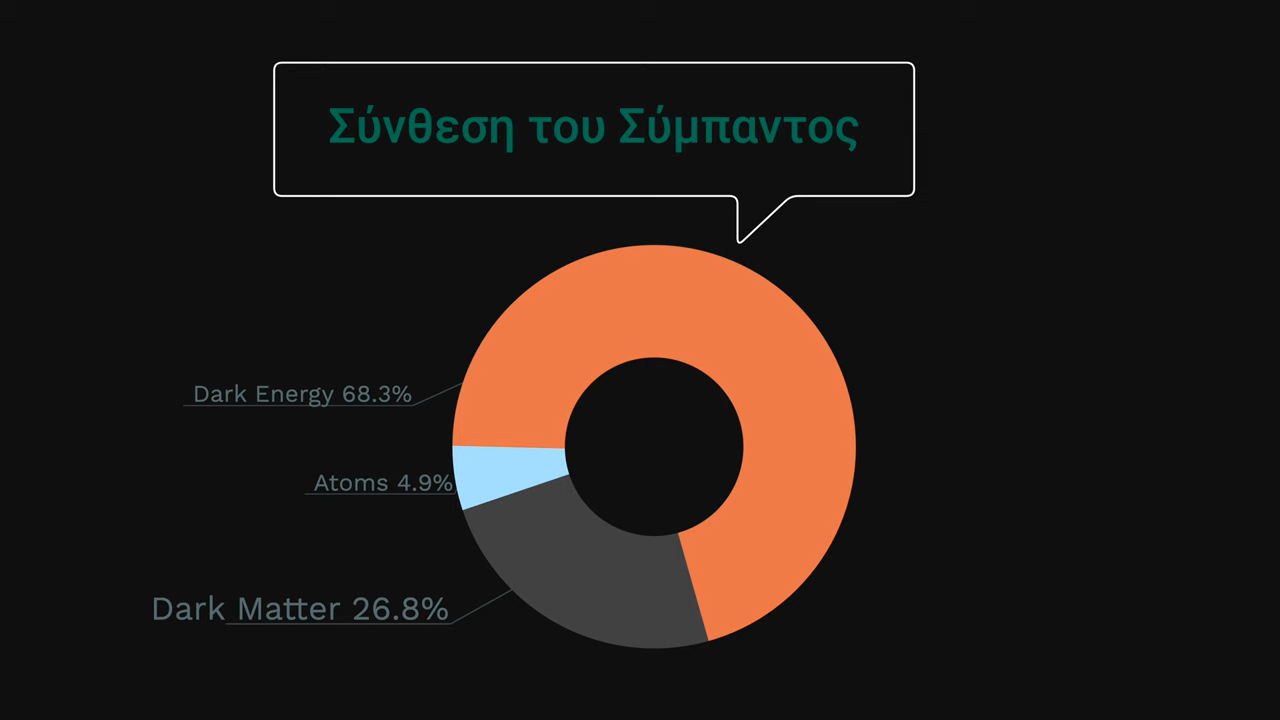 Σύνθεση του Σύμπαντος
Dark Energy 68.3%
Atoms 4.9%
Dark Matter 26.8%